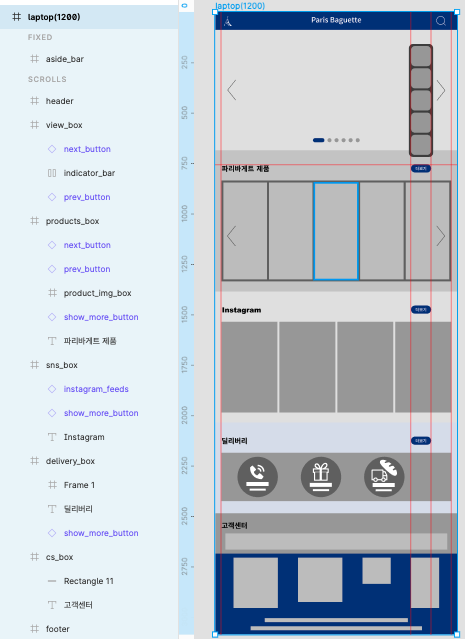 laptop(1200)
FIXED
aside_bar
SCROLLS
header
view_box
next_button
indicator_bar
prev_button
products_box
next_button
prev_button
product_img_box
show_more_button
파리바게트 제품
sns_box
instagram_feeds
show_more_button
Instagram
delivery_box
Frame 1
딜리버리
show_more_button
cs_box
Rectangle 11
고객센터
footer
0
250
500
750
1000
1250
1500
1750
2000
2250
2500
2750
laptop(1200)
Paris Baguette
파리바게트 제품
더보기
Instagram
더보기
딜리버리
더보기
고객센터